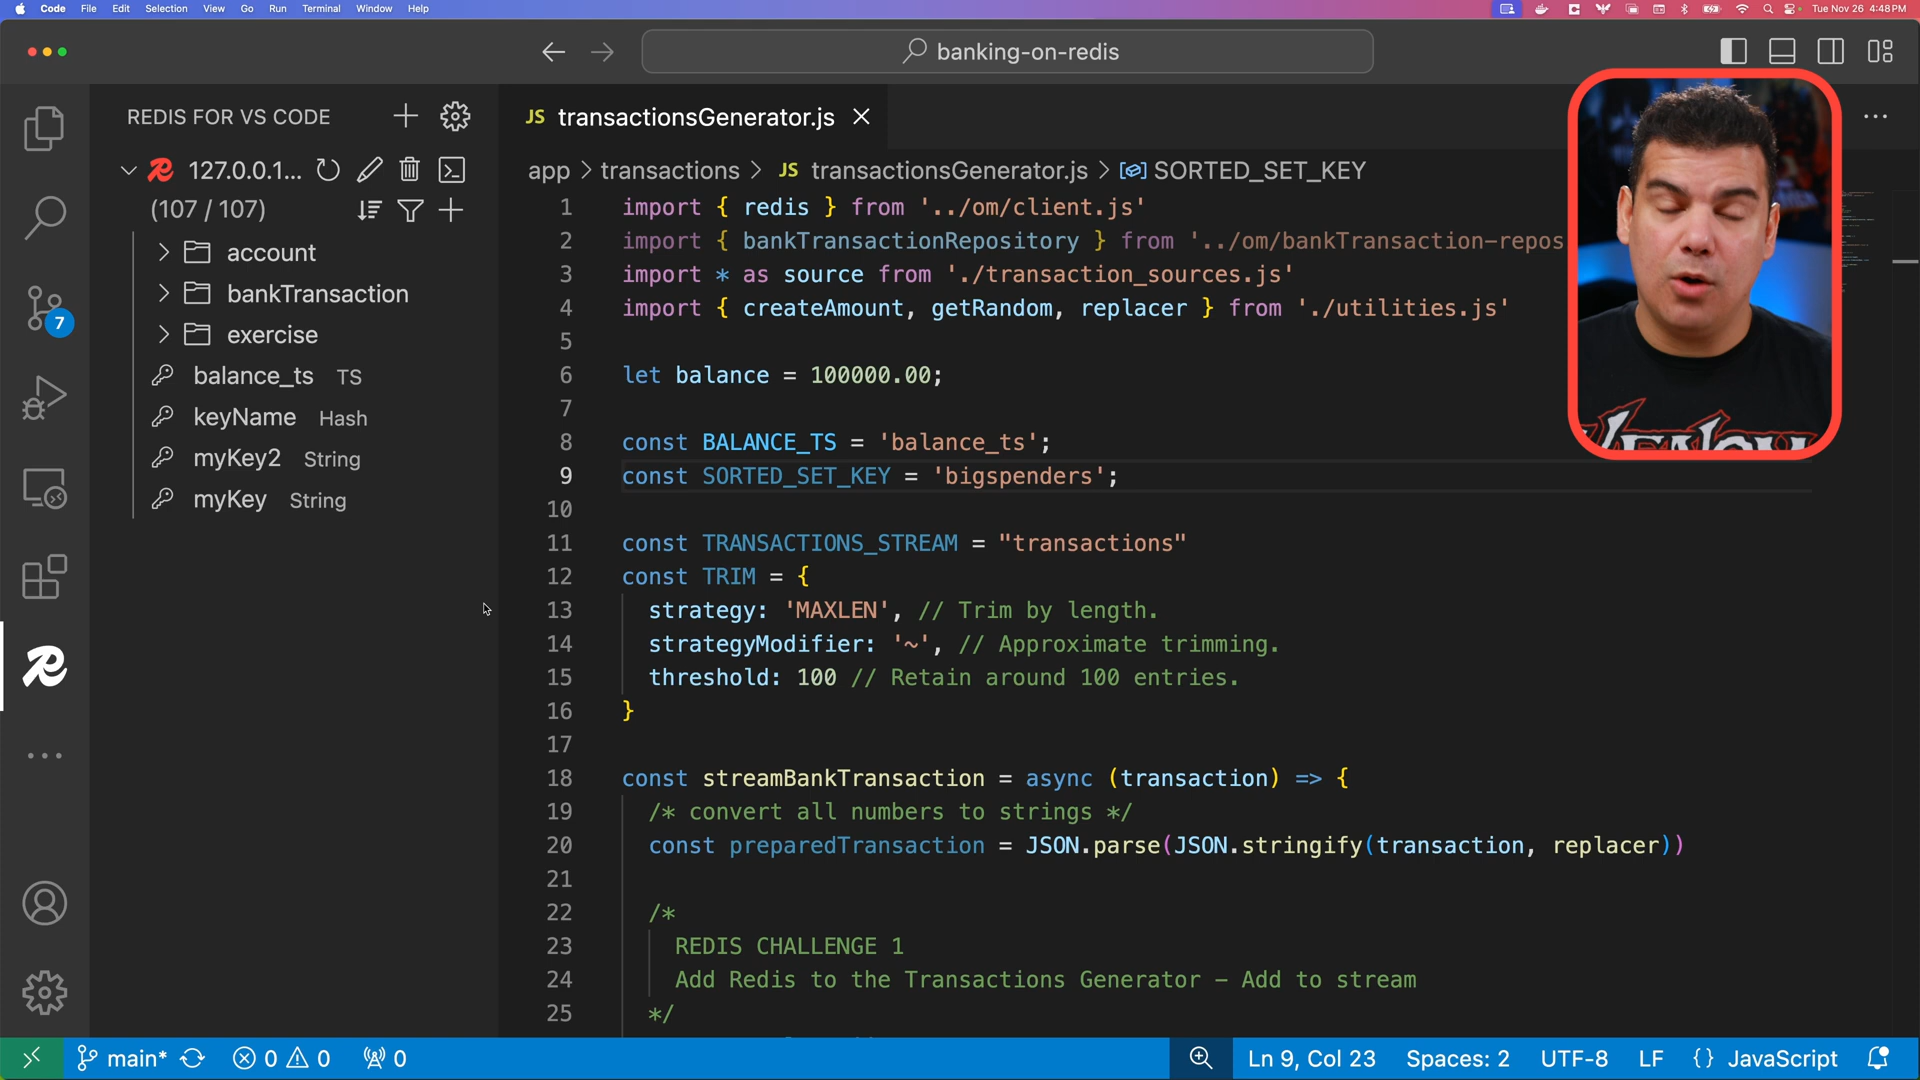 Code File Edit Selection View Go Run Terminal Window Help
Tue Nov 26 4:48 PM
banking-on-redis
REDIS FOR VS CODE
127.0.0.1...
(107 / 107)
account
bankTransaction
exercise
balance_ts TS
keyName Hash
myKey2 String
myKey String
7
JS transactionsGenerator.js
app > transactions > JS transactionsGenerator.js > SORTED_SET_KEY
1 import { redis } from '../om/client.js'
2 import { bankTransactionRepository } from '../om/bankTransaction-repos
3 import * as source from './transaction_sources.js'
4 import { createAmount, getRandom, replacer } from './utilities.js'
5
6 let balance = 100000.00;
7
8 const BALANCE_TS = 'balance_ts';
9 const SORTED_SET_KEY = 'bigspenders';
10
11 const TRANSACTIONS_STREAM = "transactions"
12 const TRIM = {
13 strategy: 'MAXLEN', // Trim by length.
14 strategyModifier: '~', // Approximate trimming.
15 threshold: 100 // Retain around 100 entries.
16 }
17
18 const streamBankTransaction = async (transaction) => {
19 /* convert all numbers to strings */
20 const preparedTransaction = JSON.parse(JSON.stringify(transaction, replacer))
21
22 /*
23 REDIS CHALLENGE 1
24 Add Redis to the Transactions Generator – Add to stream
25 */
main* 0 0 0
Ln 9, Col 23 Spaces: 2 UTF-8 LF {} JavaScript